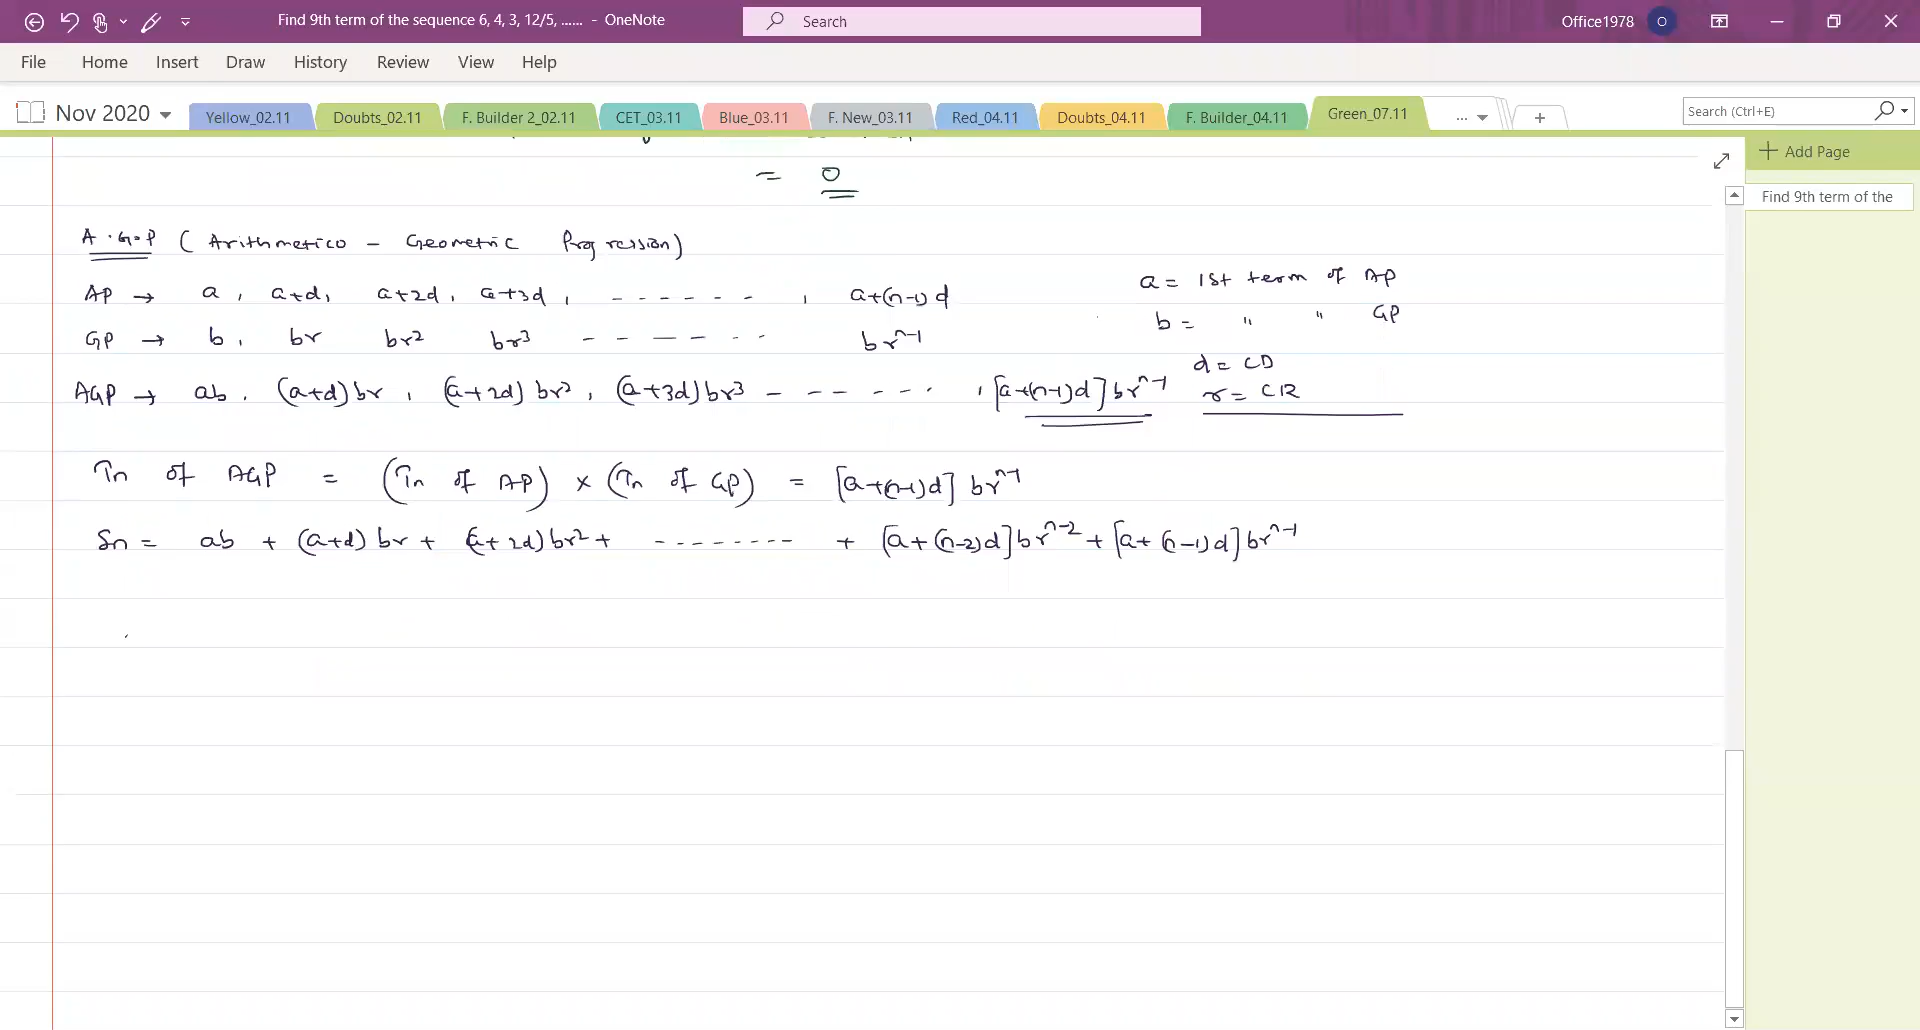 Find 9th term of the sequence 6, 4, 3, 12/5, ...... - OneNote
Search
Office1978 O
File Home Insert Draw History Review View Help
Nov 2020
Yellow_02.11 Doubts_02.11 F. Builder 2_02.11 CET_03.11 Blue_03.11 F. New_03.11 Red_04.11 Doubts_04.11 F. Builder_04.11 Green_07.11 ... +
Search (Ctrl+E)
+ Add Page
Find 9th term of the
= 0
A.G.P (Arithmetico - Geometric Progression)
AP → a, a+d, a+2d, a+3d, - - - - - - - , a+(n-1)d
a = 1st term of AP
GP → b, br br² br³ - - - - - - - br^(n-1)
b = " " GP
d = CD
AGP → ab, (a+d)br, (a+2d)br², (a+3d)br³ - - - - - - - , [a+(n-1)d]br^(n-1)
r = CR
Tn of AGP = (Tn of AP) × (Tn of GP) = [a+(n-1)d] br^(n-1)
Sn = ab + (a+d) br + (a+2d) br² + - - - - - - - - + [a+(n-2)d]br^(n-2) + [a+(n-1)d]br^(n-1)